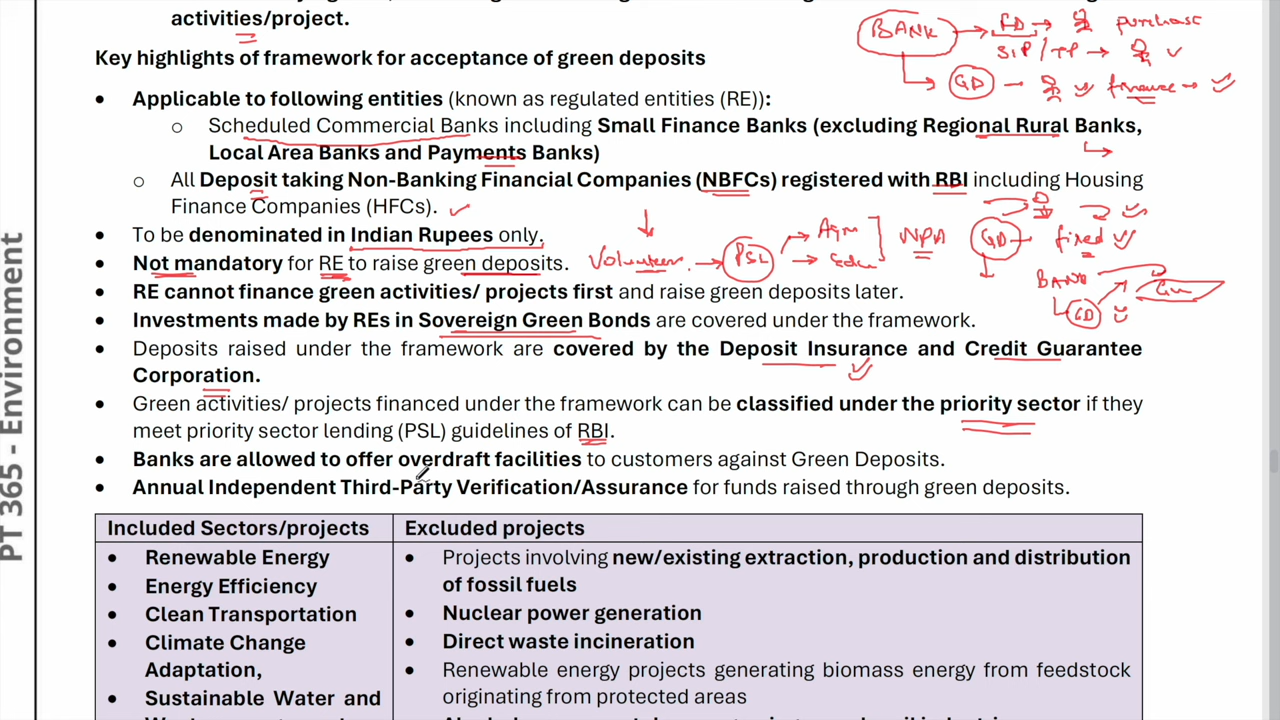 activities/project.
BANK → FD → purchase
SIP/
GD finance →
Key highlights of framework for acceptance of green deposits
• Applicable to following entities (known as regulated entities (RE)):
o Scheduled Commercial Banks including Small Finance Banks (excluding Regional Rural Banks,
Local Area Banks and Payments Banks)
o All Deposit taking Non-Banking Financial Companies (NBFCs) registered with RBI including Housing
Finance Companies (HFCs).
• To be denominated in Indian Rupees only.
Volunteer → PSL → NPA
GD fixed
• Not mandatory for RE to raise green deposits.
BANK
GD
• RE cannot finance green activities/ projects first and raise green deposits later.
• Investments made by REs in Sovereign Green Bonds are covered under the framework.
• Deposits raised under the framework are covered by the Deposit Insurance and Credit Guarantee
Corporation.
• Green activities/ projects financed under the framework can be classified under the priority sector if they
meet priority sector lending (PSL) guidelines of RBI.
• Banks are allowed to offer overdraft facilities to customers against Green Deposits.
• Annual Independent Third-Party Verification/Assurance for funds raised through green deposits.
PT 365 - Environment
Included Sectors/projects
• Renewable Energy
• Energy Efficiency
• Clean Transportation
• Climate Change
Adaptation,
• Sustainable Water and
Excluded projects
• Projects involving new/existing extraction, production and distribution
of fossil fuels
• Nuclear power generation
• Direct waste incineration
• Renewable energy projects generating biomass energy from feedstock
originating from protected areas